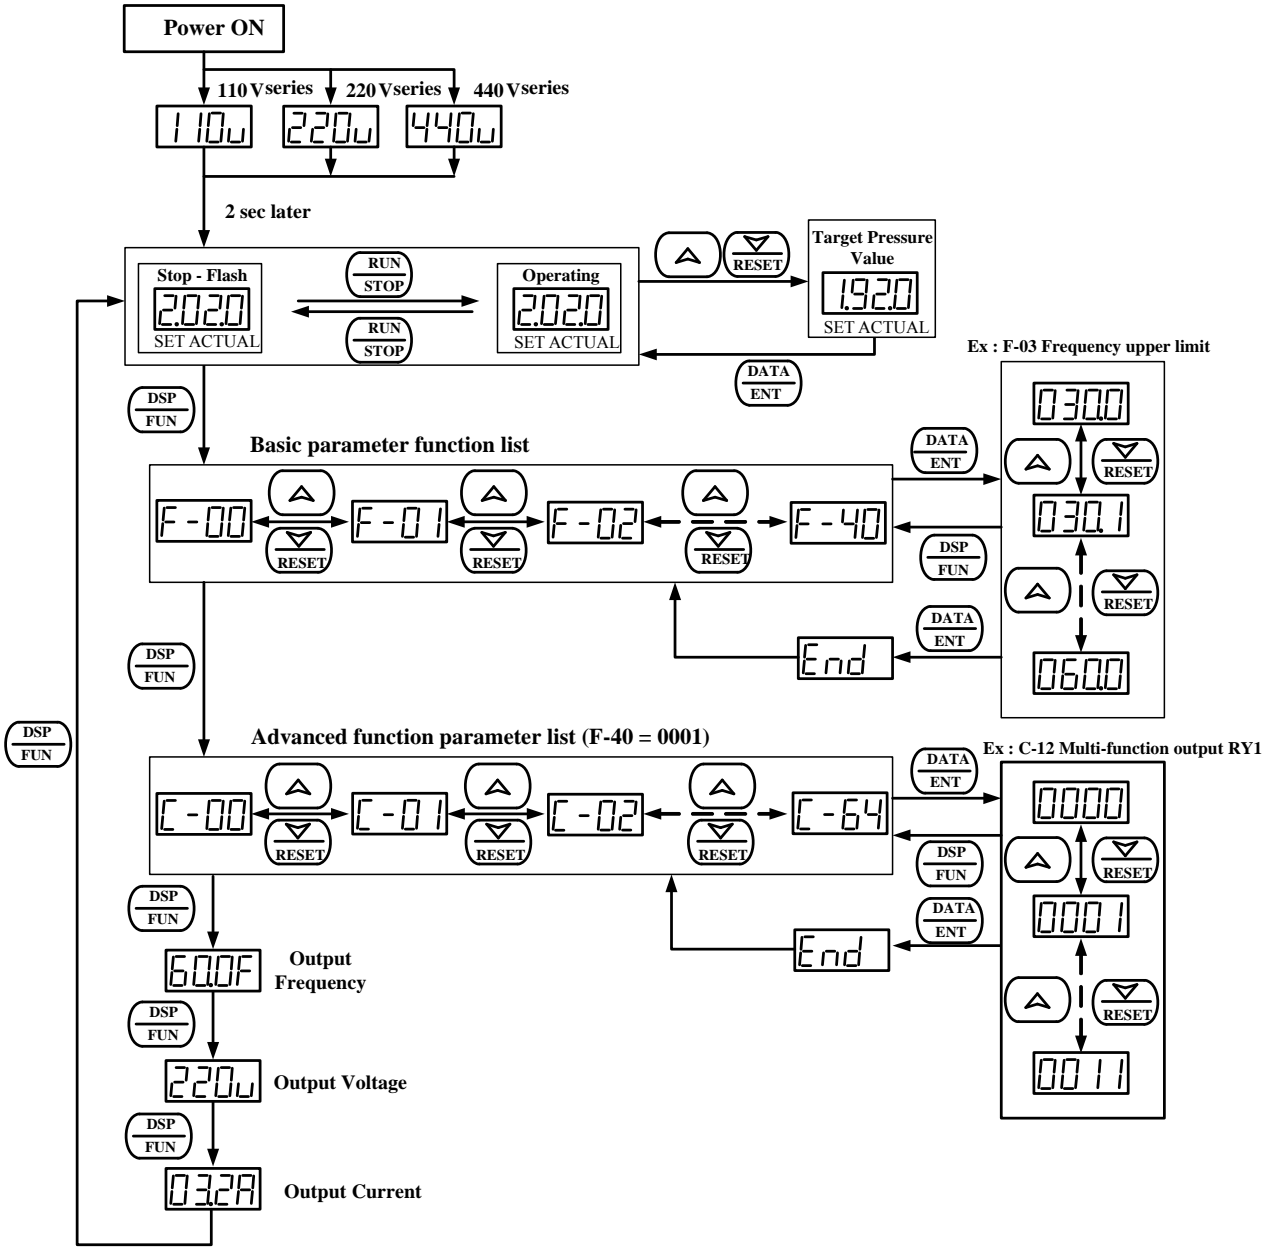 Power ON
110Vseries
220Vseries
440Vseries
110u
220u
440u
2 sec later
Stop - Flash
2.02.0
SET ACTUAL
RUN
STOP
RUN
STOP
Operating
2.02.0
SET ACTUAL
RESET
Target Pressure
Value
1.92.0
SET ACTUAL
DATA
ENT
DSP
FUN
Basic parameter function list
F-00
RESET
F-01
RESET
F-02
RESET
F-40
DATA
ENT
DSP
FUN
DATA
ENT
End
Ex : F-03 Frequency upper limit
030.0
RESET
030.1
RESET
060.0
DSP
FUN
DSP
FUN
Advanced function parameter list (F-40 = 0001)
C-00
RESET
C-01
RESET
C-02
RESET
C-64
DATA
ENT
DSP
FUN
DATA
ENT
End
Ex : C-12 Multi-function output RY1
0000
RESET
0001
RESET
0011
DSP
FUN
60.0F
Output
Frequency
DSP
FUN
220u
Output Voltage
DSP
FUN
03.2A
Output Current